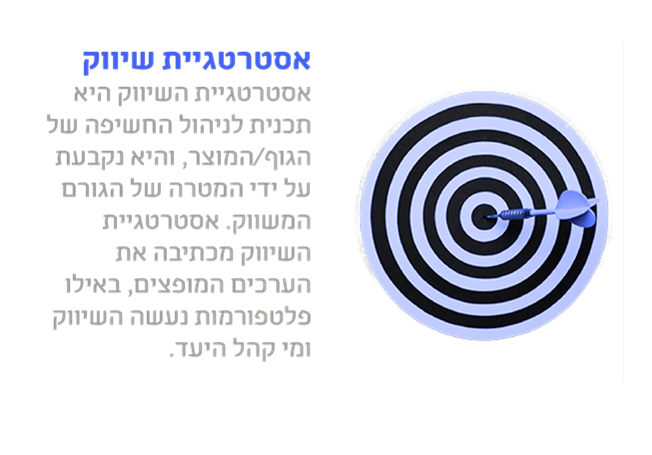 אסטרטגיית שיווק
אסטרטגיית השיווק היא
תכנית לניהול החשיפה של
הגוף/המוצר, והיא נקבעת
על ידי המטרה של הגורם
המשווק. אסטרטגיית
השיווק מכתיבה את
הערכים המופצים, באילו
פלטפורמות נעשה השיווק
ומי קהל היעד.